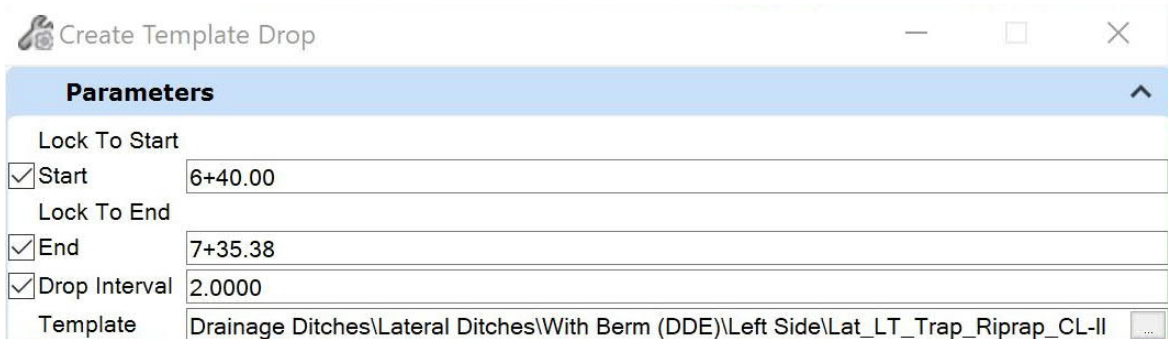 Create Template Drop
Parameters
Lock To Start
Start 6+40.00
Lock To End
End 7+35.38
Drop Interval 2.0000
Template Drainage Ditches\Lateral Ditches\With Berm (DDE)\Left Side\Lat_LT_Trap_Riprap_CL-II ...